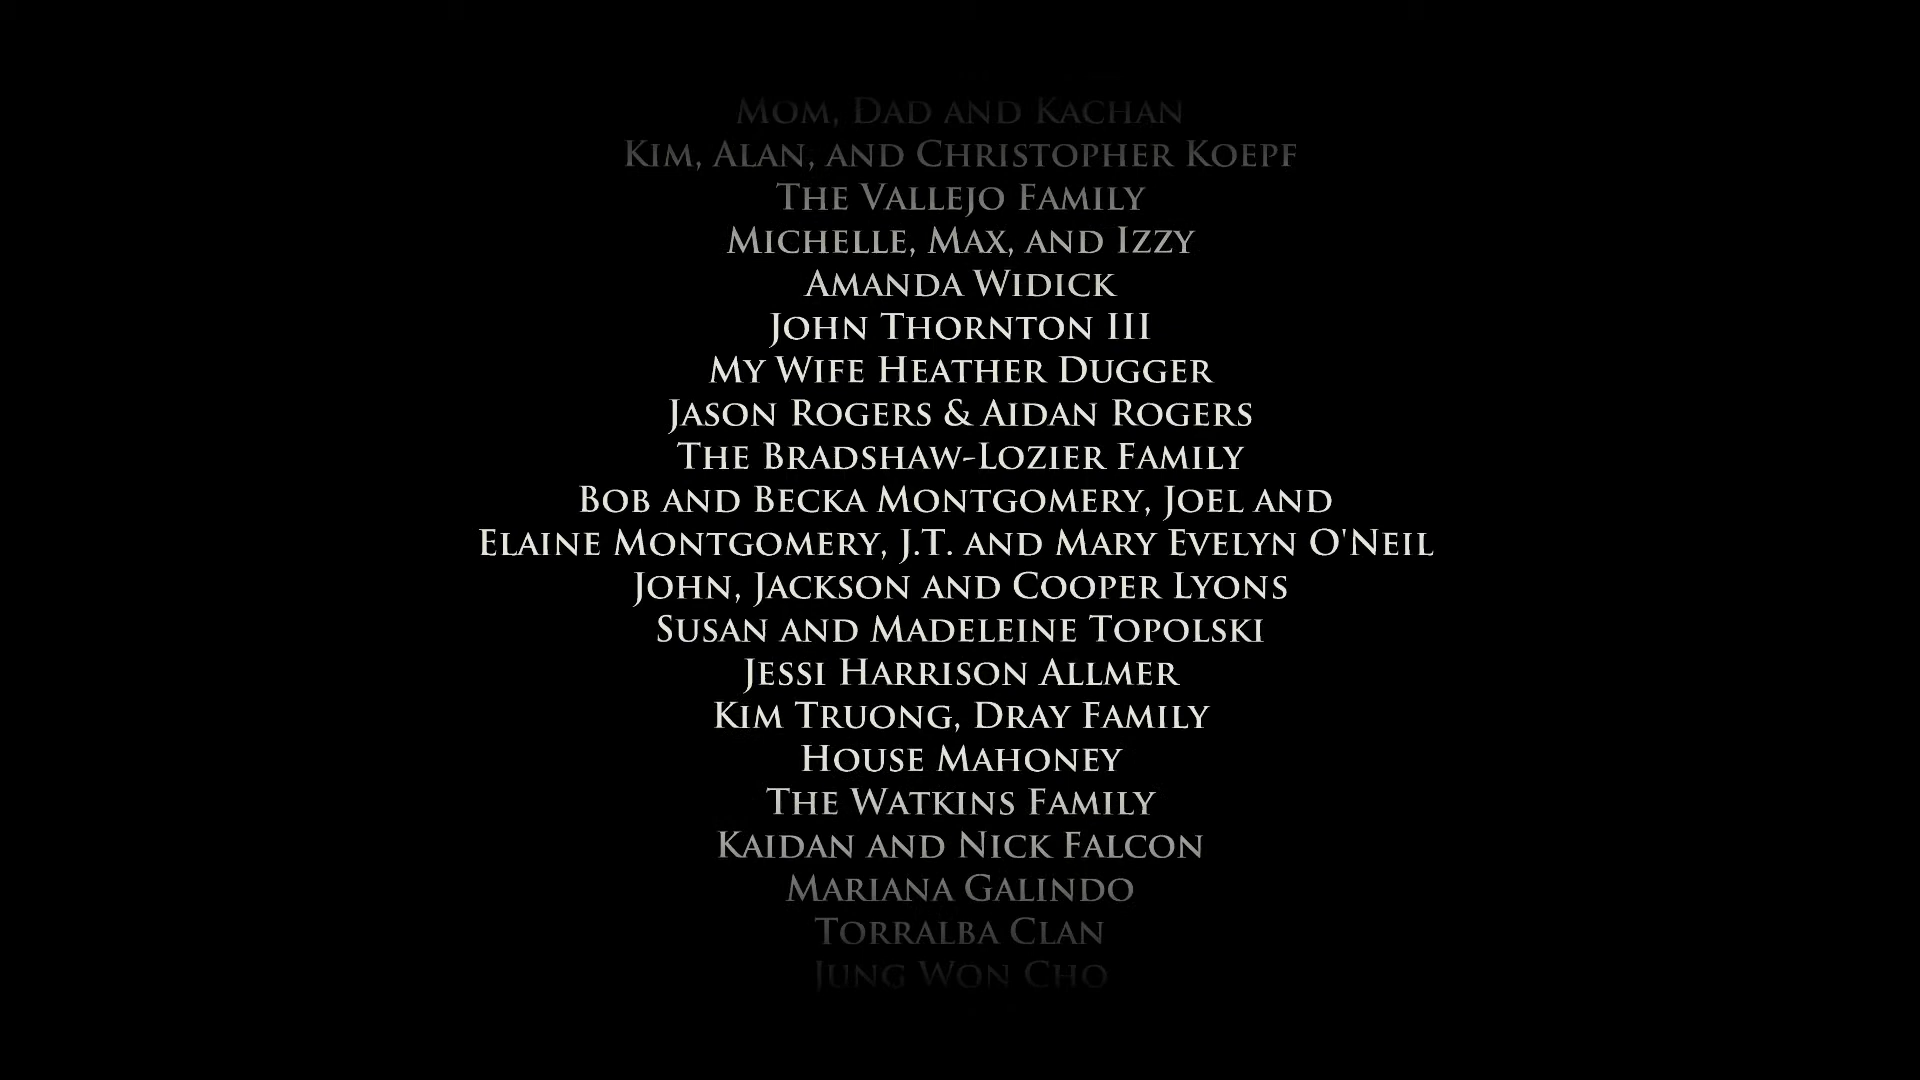 Mom, Dad and Kachan
Kim, Alan, and Christopher Koepf
The Vallejo Family
Michelle, Max, and Izzy
Amanda Widick
John Thornton III
My Wife Heather Dugger
Jason Rogers & Aidan Rogers
The Bradshaw-Lozier Family
Bob and Becka Montgomery, Joel and
Elaine Montgomery, J.T. and Mary Evelyn O'Neil
John, Jackson and Cooper Lyons
Susan and Madeleine Topolski
Jessi Harrison Allmer
Kim Truong, Dray Family
House Mahoney
The Watkins Family
Kaidan and Nick Falcon
Mariana Galindo
Torralba Clan
Jung Won Cho